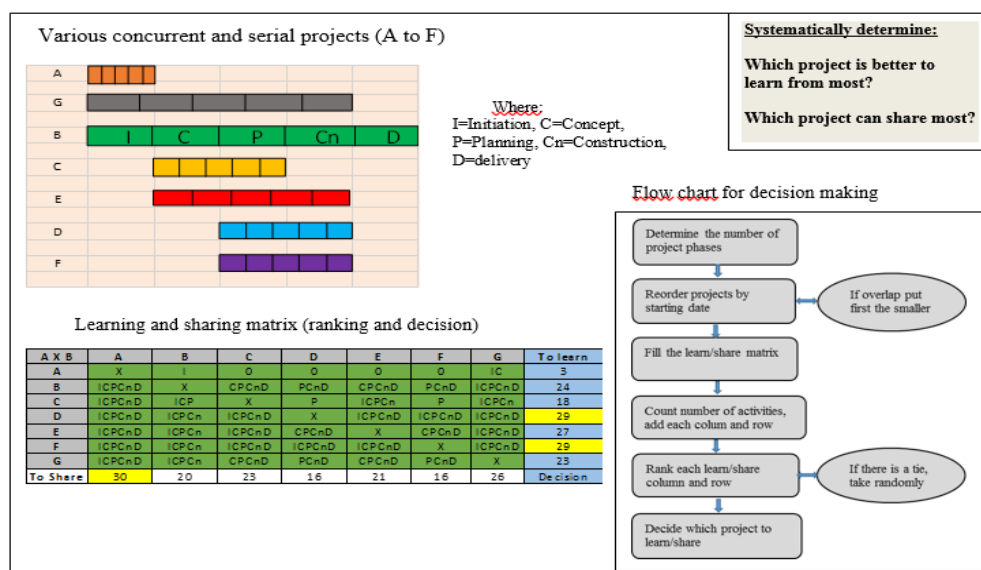 Various concurrent and serial projects (A to F)
A
G
B I C P Cn D
C
E
D
F
Where:
I=Initiation, C=Concept,
P=Planning, Cn=Construction,
D=delivery
Systematically determine:
Which project is better to
learn from most?
Which project can share most?
Learning and sharing matrix (ranking and decision)
A X B A B C D E F G To learn
A X I O O O O IC 3
B ICPCnD X CPCnD PCnD CPCnD PCnD ICPCnD 24
C ICPCnD ICP X P ICPCn P ICPCnD 18
D ICPCnD ICPCn ICPCnD X ICPCn ICPCnD ICPCnD 29
E ICPCnD ICPCn ICPCnD CPCnD X CPCnD ICPCnD 27
F ICPCnD ICPCn ICPCnD ICPCnD ICPCnD X ICPCnD 29
G ICPCnD ICPCn CPCnD PCnD CPCnD PCnD X 23
To Share 30 20 23 16 21 16 26 Decision
Flow chart for decision making
Determine the number of
project phases
Reorder projects by
starting date
If overlap put
first the smaller
Fill the learn/share matrix
Count number of activities,
add each colum and row
Rank each learn/share
column and row
If there is a tie,
take randomly
Decide which project to
learn/share